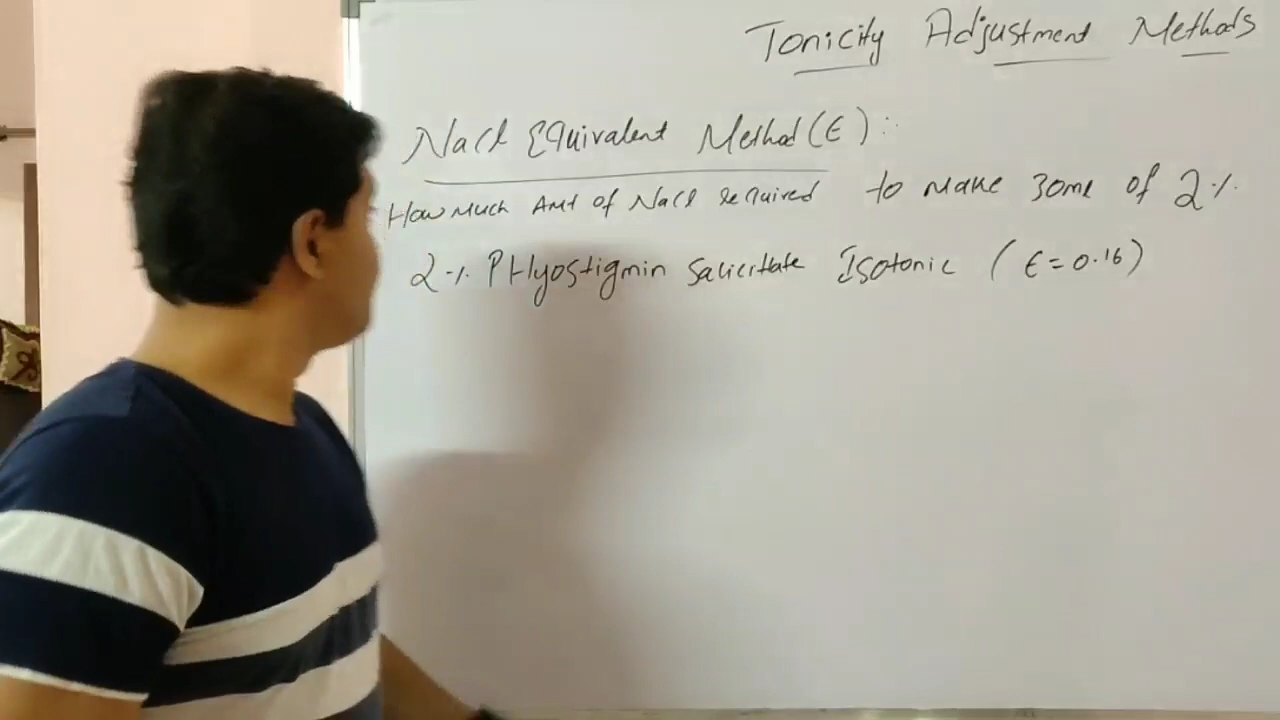 Tonicity Adjustment Methods
NaCl Equivalent Method (E) :
How Much Amt of NaCl Required to make 30ml of 2%
2% PHyostigmin Saliciltate Isotonic (E = 0.16)